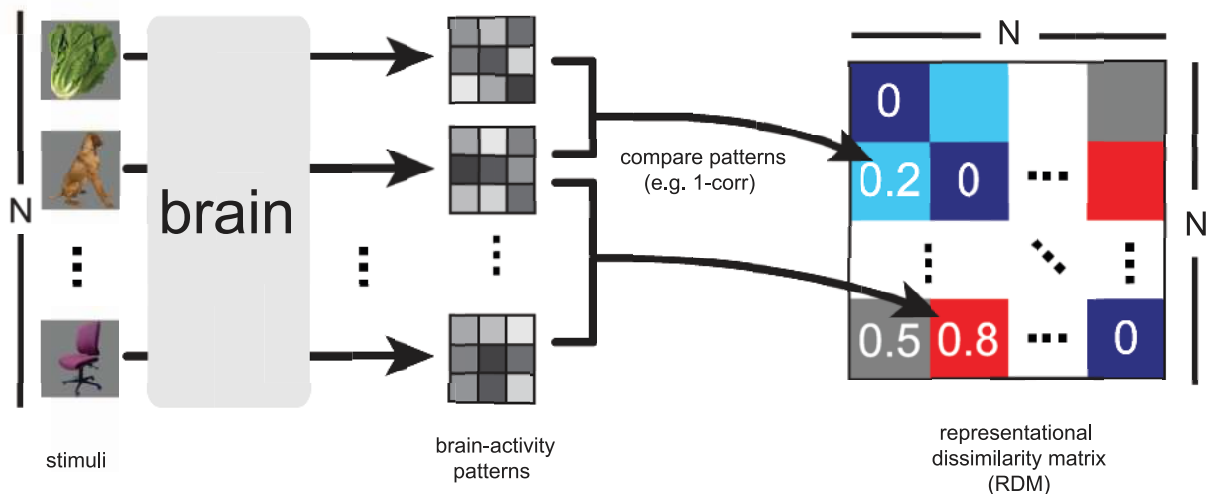 N
brain
N
stimuli
brain-activity
patterns
compare patterns
(e.g. 1-corr)
N
0
0.2 0 ...
0.5 0.8 ... 0
N
representational
dissimilarity matrix
(RDM)